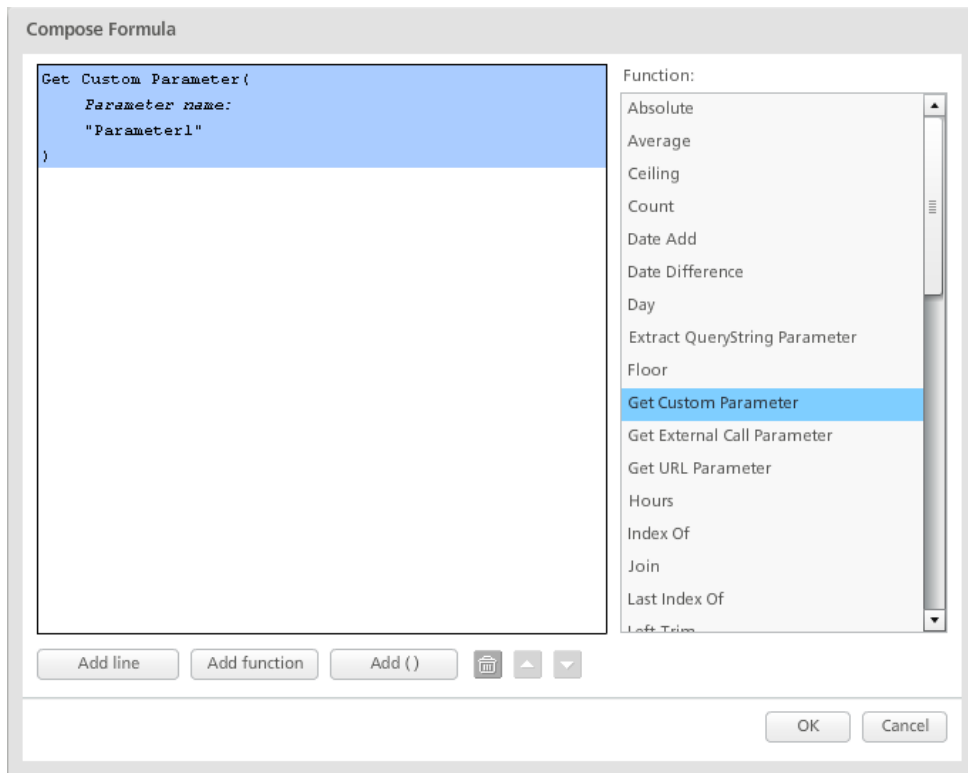 Compose Formula
Get Custom Parameter(
Parameter name:
"Parameter1"
)
Function:
Absolute
Average
Ceiling
Count
Date Add
Date Difference
Day
Extract QueryString Parameter
Floor
Get Custom Parameter
Get External Call Parameter
Get URL Parameter
Hours
Index Of
Join
Last Index Of
Left Trim
Add line
Add function
Add ( )
OK
Cancel